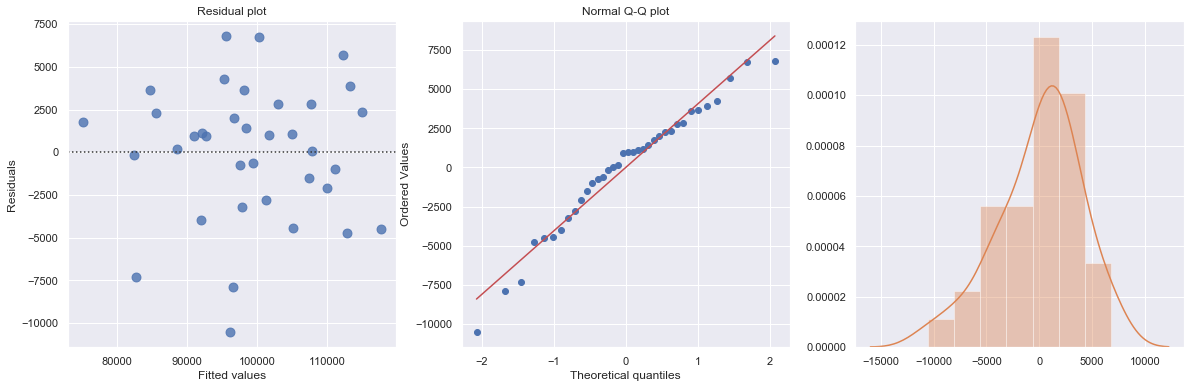 Residual plot
7500
5000
2500
0
−2500
−5000
−7500
−10000
Residuals
80000 90000 100000 110000
Fitted values
Normal Q-Q plot
7500
5000
2500
0
−2500
−5000
−7500
−10000
Ordered Values
−2 −1 0 1 2
Theoretical quantiles
0.00012
0.00010
0.00008
0.00006
0.00004
0.00002
0.00000
−15000 −10000 −5000 0 5000 10000